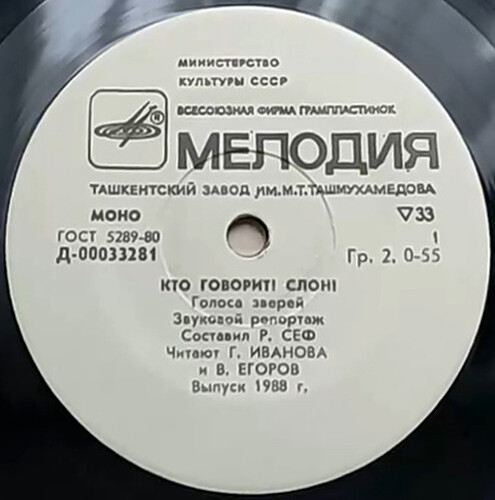 МИНИСТЕРСТВО
КУЛЬТУРЫ СССР
ВСЕСОЮЗНАЯ ФИРМА ГРАМПЛАСТИНОК
®
МЕЛОДИЯ
ТАШКЕНТСКИЙ ЗАВОД ИМ.М.Т.ТАШМУХАМЕДОВА
МОНО ▽33
ГОСТ 5289-80 1
Д-00033281 Гр. 2. 0-55
КТО ГОВОРИТ! СЛОН!
Голоса зверей
Звуковой репортаж
Составил Р. СЕФ
Читают Г. ИВАНОВА
и В. ЕГОРОВ
Выпуск 1988 г.